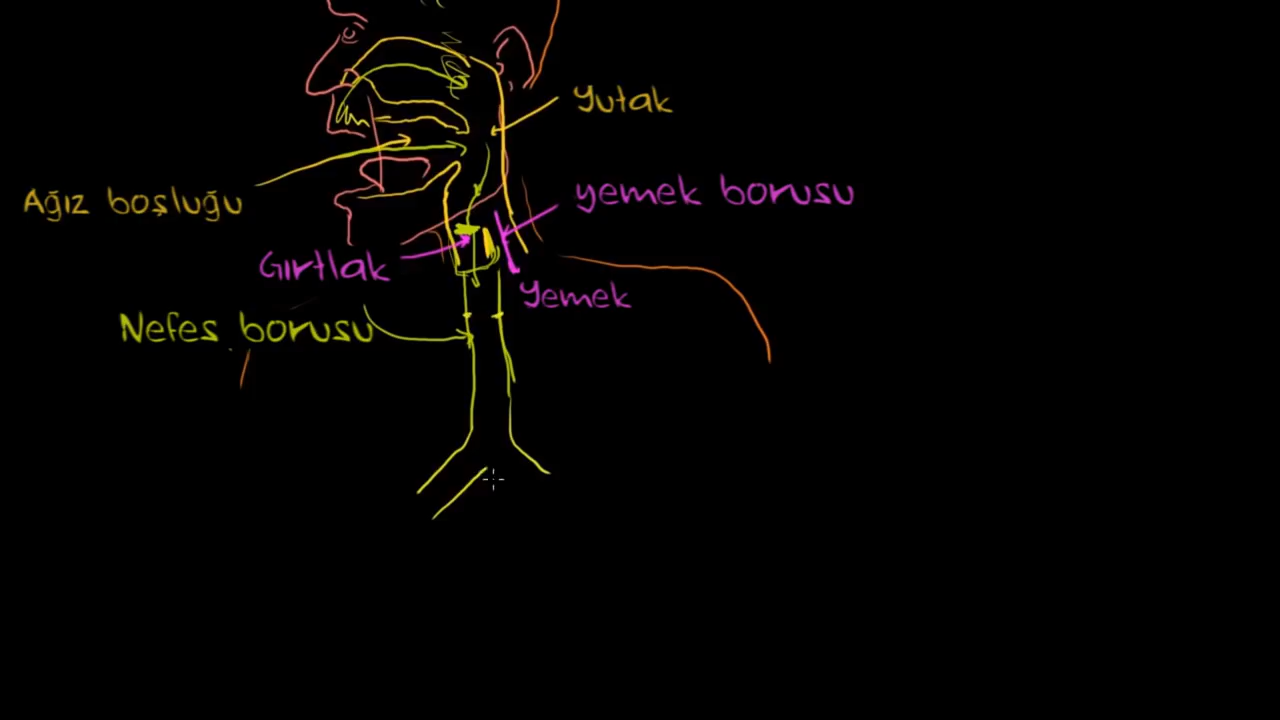 Yutak
yemek borusu
Ağız boşluğu
Gırtlak
Yemek
Nefes borusu